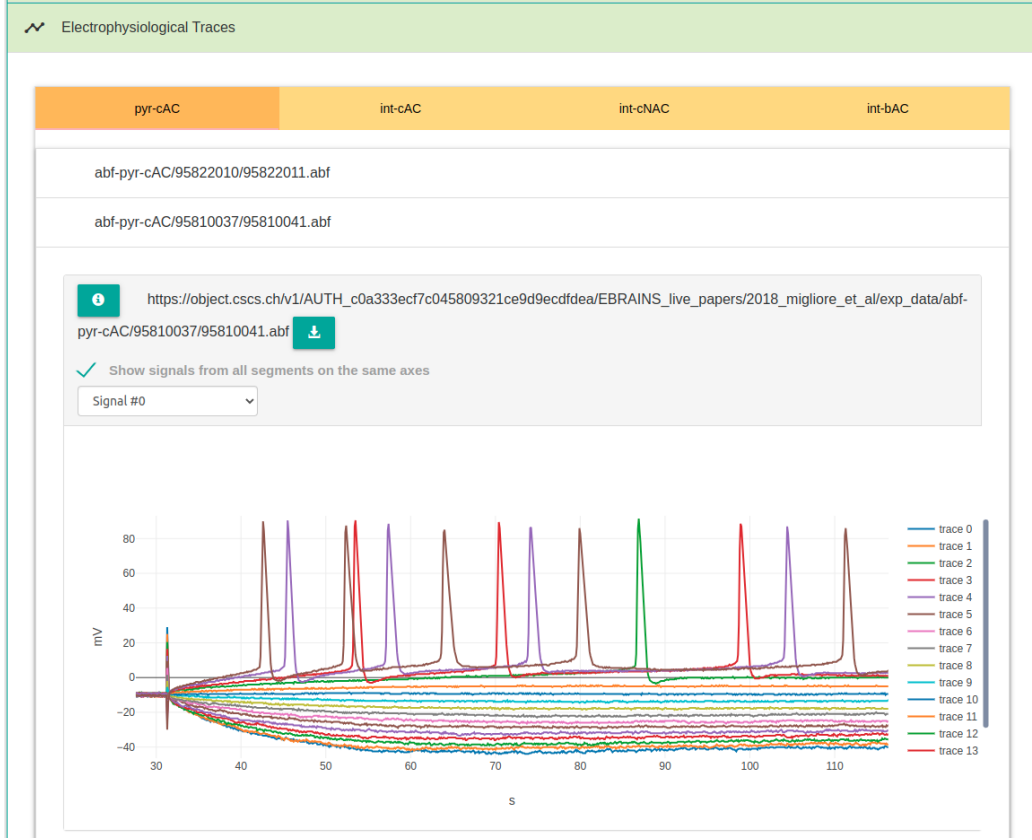 Electrophysiological Traces
pyr-cAC int-cAC int-cNAC int-bAC
abf-pyr-cAC/95822010/95822011.abf
abf-pyr-cAC/95810037/95810041.abf
https://object.cscs.ch/v1/AUTH_c0a333ecf7c045809321ce9d9ecdfdea/EBRAINS_live_papers/2018_migliore_et_al/exp_data/abf-
pyr-cAC/95810037/95810041.abf
Show signals from all segments on the same axes
Signal #0
mV
80
60
40
20
0
−20
−40
30 40 50 60 70 80 90 100 110
s
trace 0
trace 1
trace 2
trace 3
trace 4
trace 5
trace 6
trace 7
trace 8
trace 9
trace 10
trace 11
trace 12
trace 13